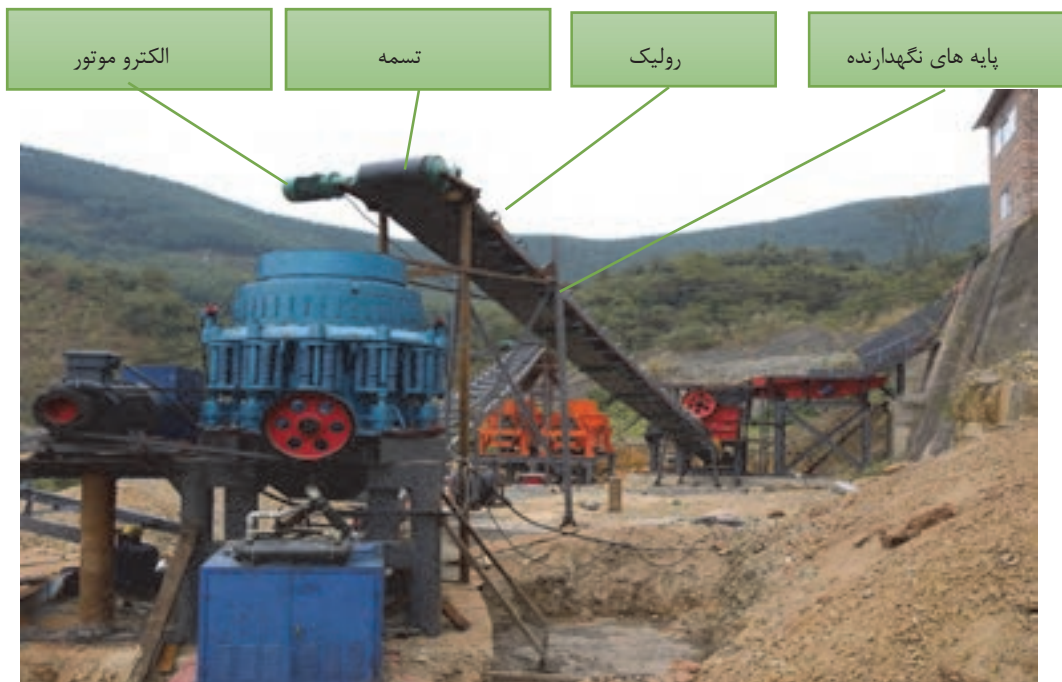 پایه های نگهدارنده
رولیک
تسمه
الکترو موتور